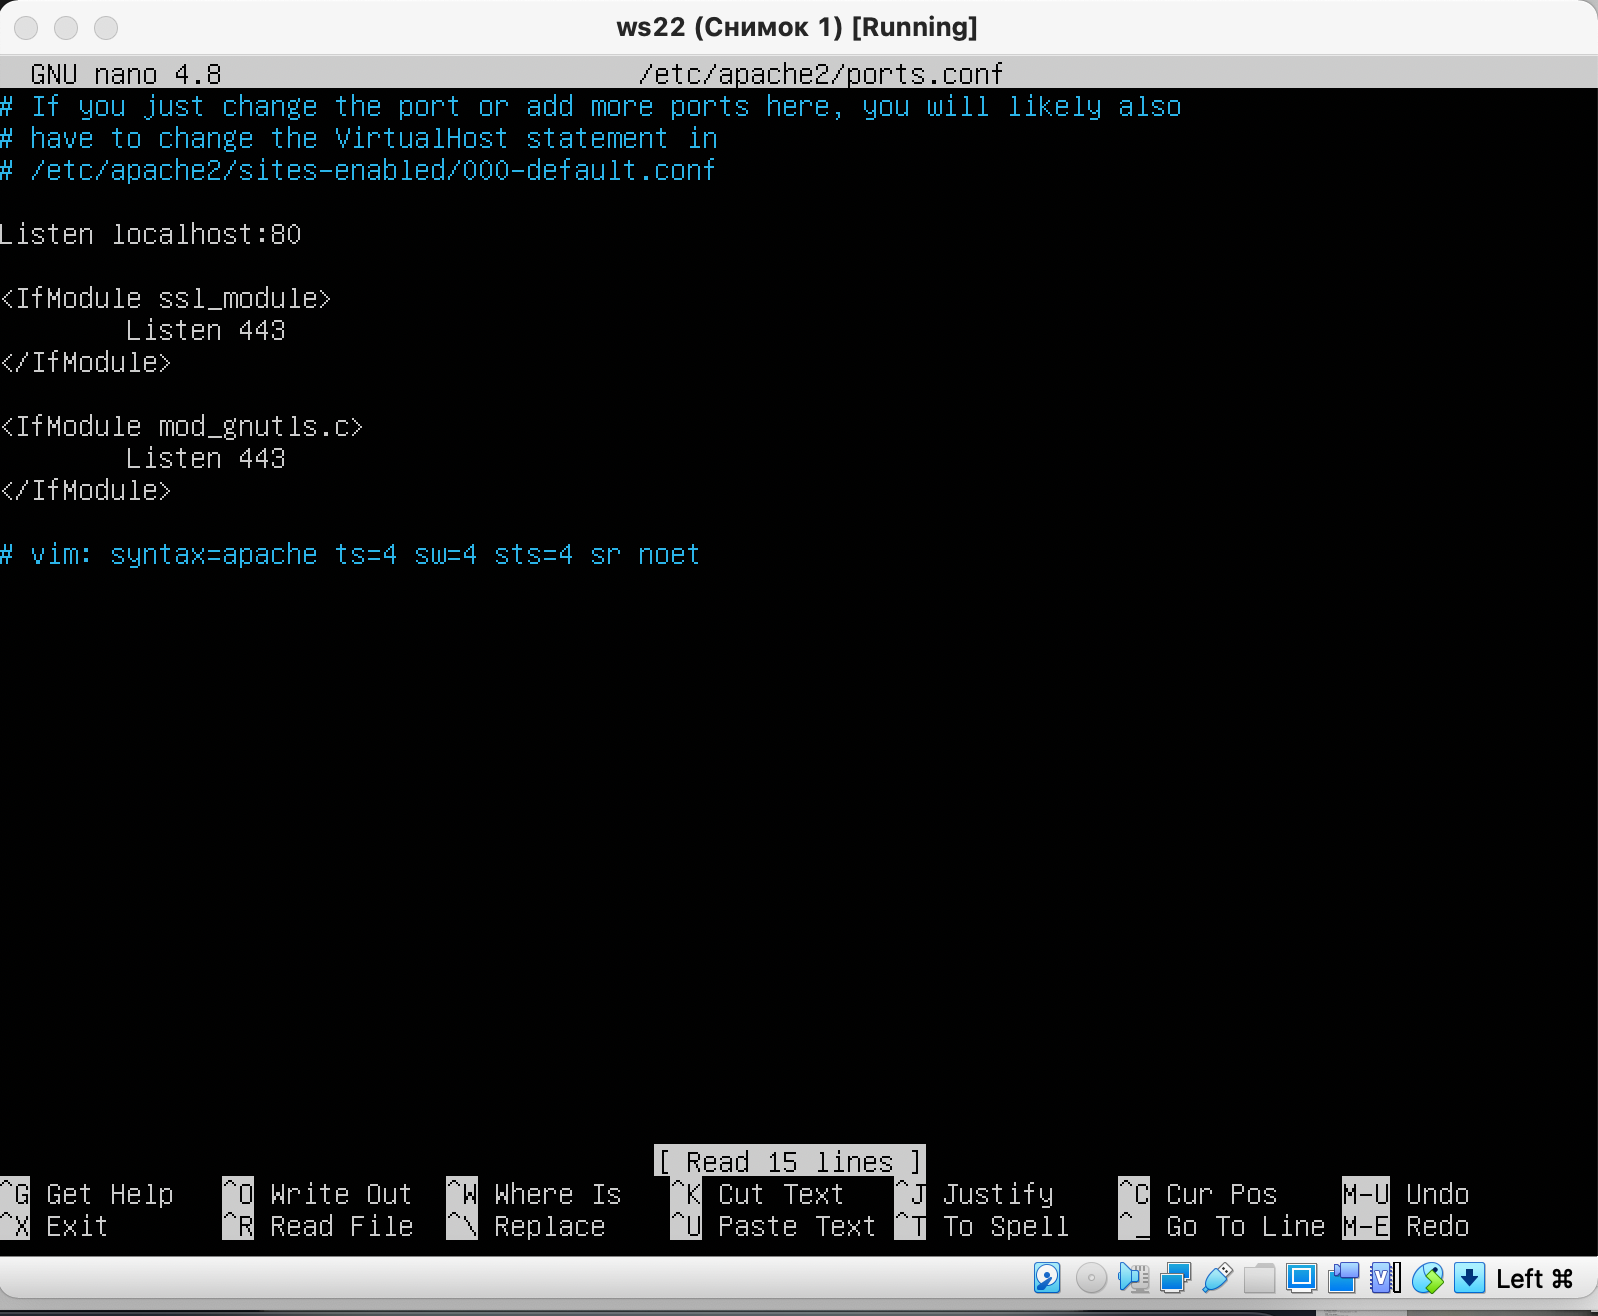 ws22 (Снимок 1) [Running]
GNU nano 4.8 /etc/apache2/ports.conf
# If you just change the port or add more ports here, you will likely also
# have to change the VirtualHost statement in
# /etc/apache2/sites-enabled/000-default.conf
Listen localhost:80
<IfModule ssl_module>
Listen 443
</IfModule>
<IfModule mod_gnutls.c>
Listen 443
</IfModule>
# vim: syntax=apache ts=4 sw=4 sts=4 sr noet
[ Read 15 lines ]
^G Get Help ^O Write Out ^W Where Is ^K Cut Text ^J Justify ^C Cur Pos M-U Undo
^X Exit ^R Read File ^\ Replace ^U Paste Text ^T To Spell ^_ Go To Line M-E Redo
Left ⌘